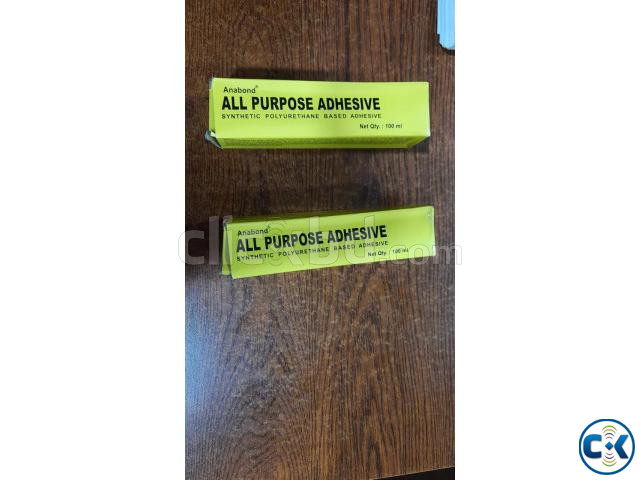 Anabond®
ALL PURPOSE ADHESIVE
SYNTHETIC POLYURETHANE BASED ADHESIVE
Net Qty. : 100 ml
Anabond®
ALL PURPOSE ADHESIVE
SYNTHETIC POLYURETHANE BASED ADHESIVE
Net Qty. : 100 ml
clickbd.com